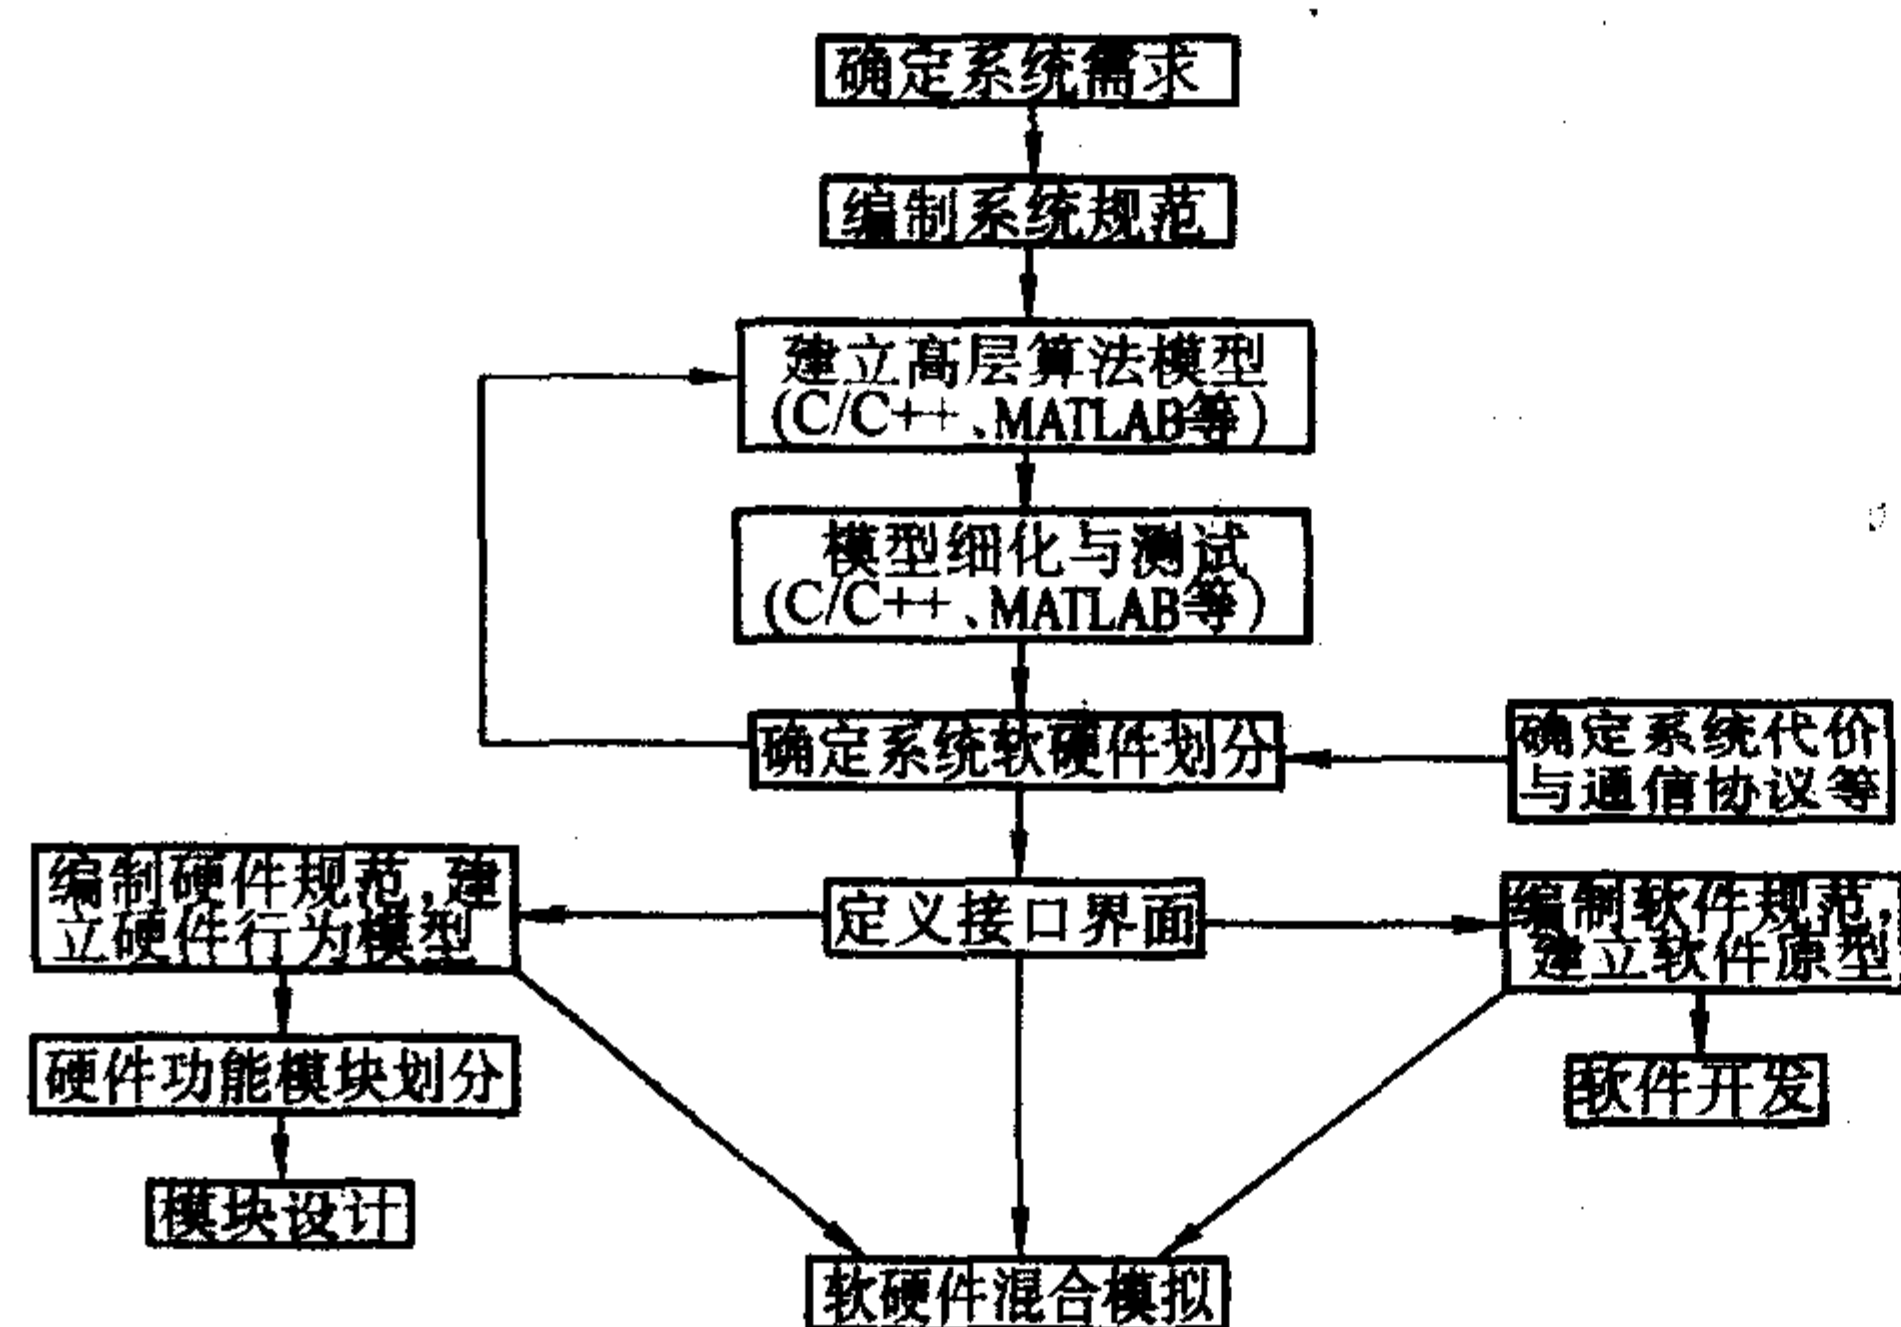 确定系统需求
编制系统规范
建立高层算法模型
(C/C++、MATLAB等)
模型细化与测试
(C/C++、MATLAB等)
确定系统软硬件划分
确定系统代价
与通信协议等
编制硬件规范,建
立硬件行为模型
定义接口界面
编制软件规范,
建立软件原型
硬件功能模块划分
软件开发
模块设计
软硬件混合模拟